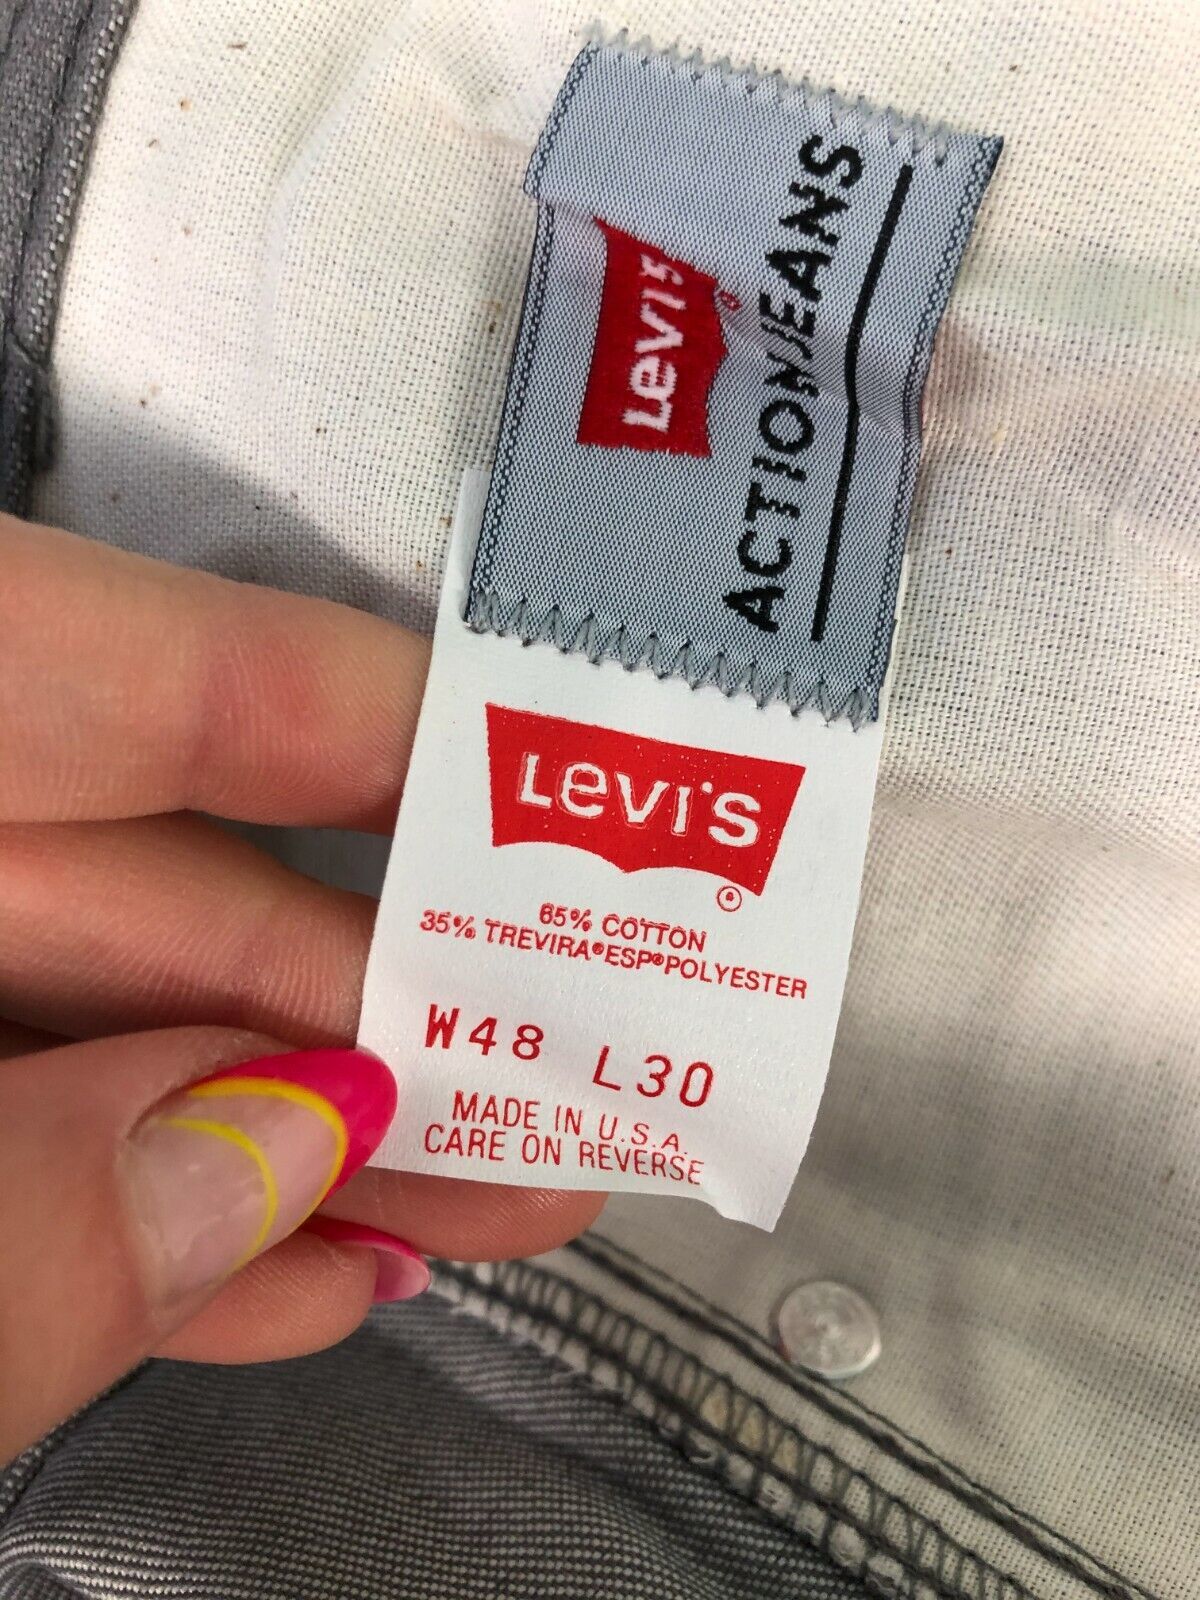 Levi's
®
ACTION JEANS
Levi's
®
65% COTTON
35% TREVIRA®ESP®POLYESTER
W48 L30
MADE IN U.S.A.
CARE ON REVERSE